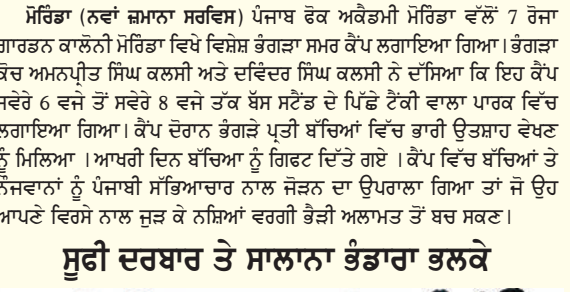 ਮੋਰਿੰਡਾ (ਨਵਾਂ ਜ਼ਮਾਨਾ ਸਰਵਿਸ) ਪੰਜਾਬ ਫੋਕ ਅਕੈਡਮੀ ਮੋਰਿੰਡਾ ਵੱਲੋਂ 7 ਰੋਜਾ
ਗਾਰਡਨ ਕਾਲੋਨੀ ਮੋਰਿੰਡਾ ਵਿਖੇ ਵਿਸ਼ੇਸ਼ ਭੰਗੜਾ ਸਮਰ ਕੈਂਪ ਲਗਾਇਆ ਗਿਆ। ਭੰਗੜਾ
ਕੋਚ ਅਮਨਪ੍ਰੀਤ ਸਿੰਘ ਕਲਸੀ ਅਤੇ ਦਵਿੰਦਰ ਸਿੰਘ ਕਲਸੀ ਨੇ ਦੱਸਿਆ ਕਿ ਇਹ ਕੈਂਪ
ਸਵੇਰੇ 6 ਵਜੇ ਤੋਂ ਸਵੇਰੇ 8 ਵਜੇ ਤੱਕ ਬੱਸ ਸਟੈਂਡ ਦੇ ਪਿੱਛੇ ਟੈਂਕੀ ਵਾਲਾ ਪਾਰਕ ਵਿੱਚ
ਲਗਾਇਆ ਗਿਆ। ਕੈਂਪ ਦੋਰਾਨ ਭੰਗੜੇ ਪ੍ਰਤੀ ਬੱਚਿਆਂ ਵਿੱਚ ਭਾਰੀ ਉਤਸ਼ਾਹ ਵੇਖਣ
ਨੂੰ ਮਿਲਿਆ । ਆਖਰੀ ਦਿਨ ਬੱਚਿਆ ਨੂੰ ਗਿਫਟ ਦਿੱਤੇ ਗਏ । ਕੈਂਪ ਵਿੱਚ ਬੱਚਿਆਂ ਤੇ
ਨੌਜਵਾਨਾਂ ਨੂੰ ਪੰਜਾਬੀ ਸੱਭਿਆਚਾਰ ਨਾਲ ਜੋੜਨ ਦਾ ਉਪਰਾਲਾ ਗਿਆ ਤਾਂ ਜੋ ਉਹ
ਆਪਣੇ ਵਿਰਸੇ ਨਾਲ ਜੁੜ ਕੇ ਨਸ਼ਿਆਂ ਵਰਗੀ ਭੈੜੀ ਅਲਾਮਤ ਤੋਂ ਬਚ ਸਕਣ।
ਸੂਫੀ ਦਰਬਾਰ ਤੇ ਸਾਲਾਨਾ ਭੰਡਾਰਾ ਭਲਕੇ